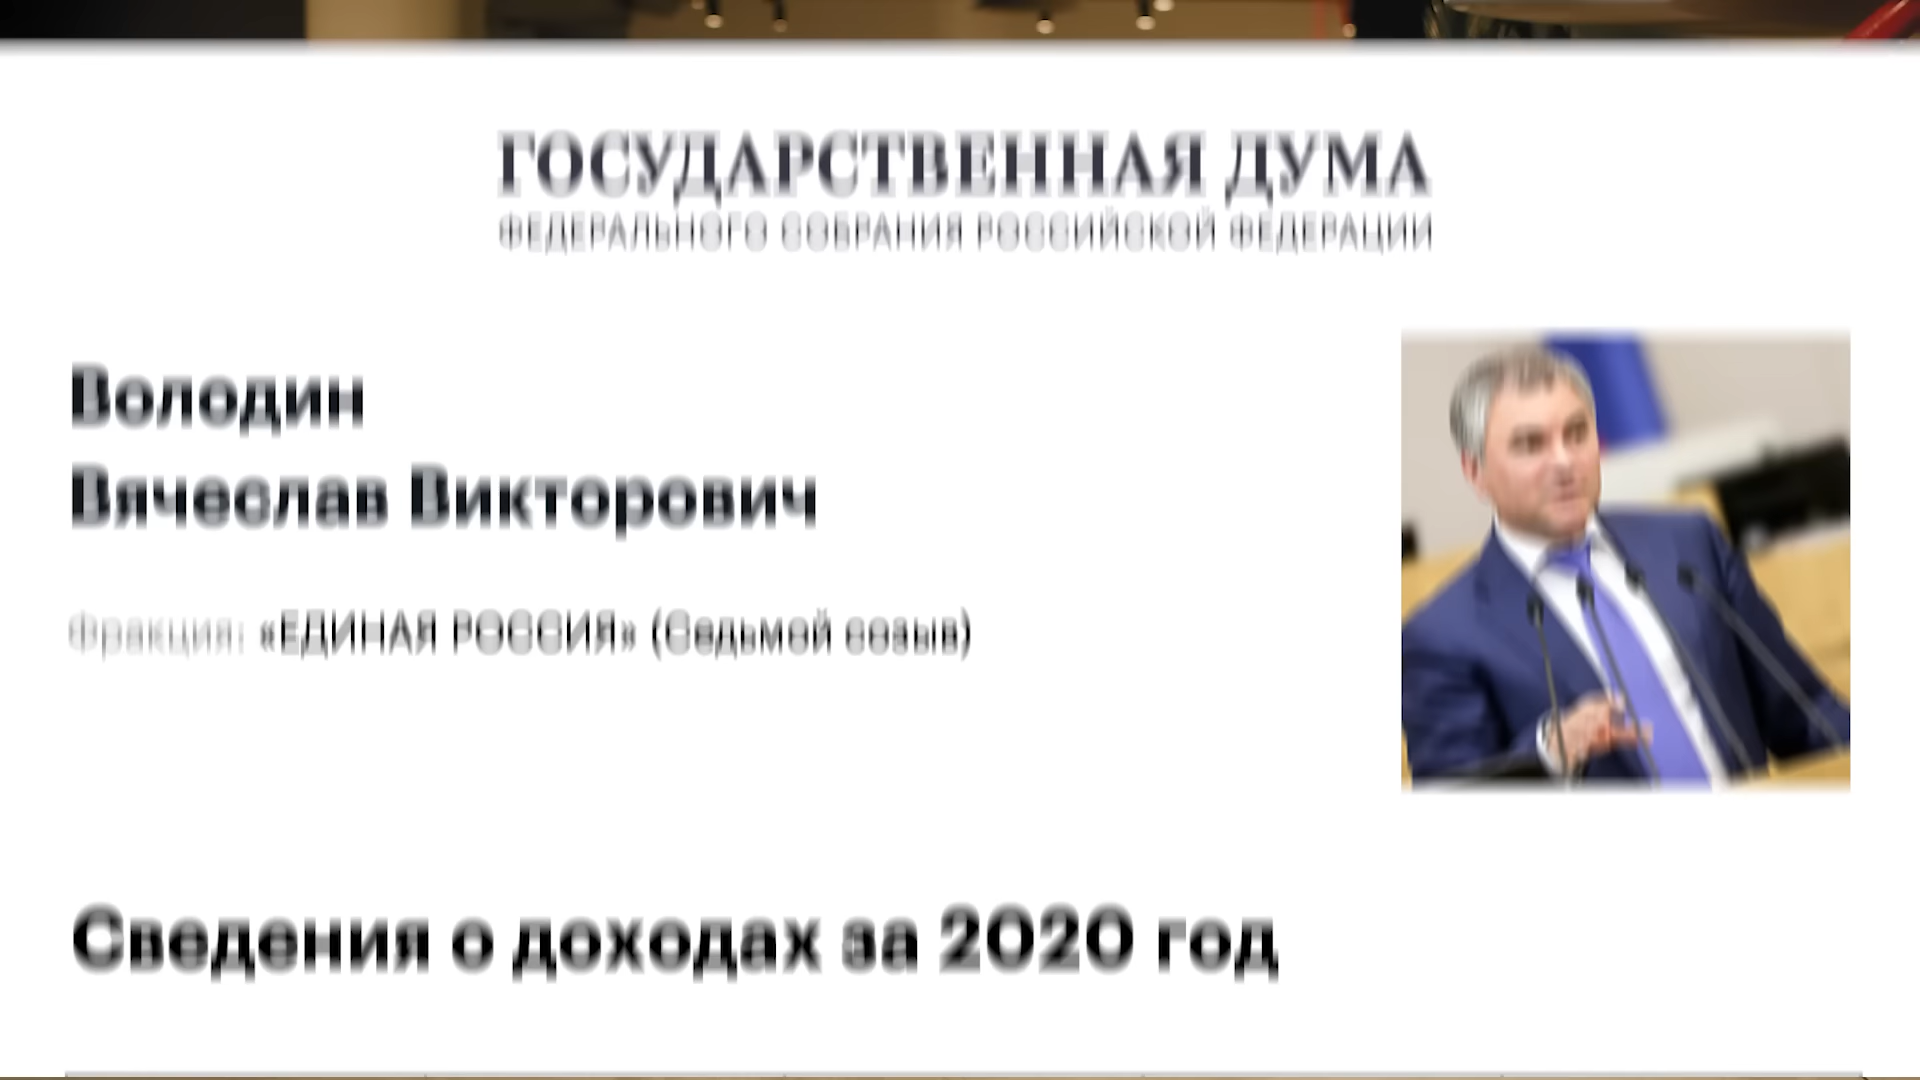 ГОСУДАРСТВЕННАЯ ДУМА
ФЕДЕРАЛЬНОГО СОБРАНИЯ РОССИЙСКОЙ ФЕДЕРАЦИИ
Володин
Вячеслав Викторович
Фракция: «ЕДИНАЯ РОССИЯ» (Седьмой созыв)
Сведения о доходах за 2020 год